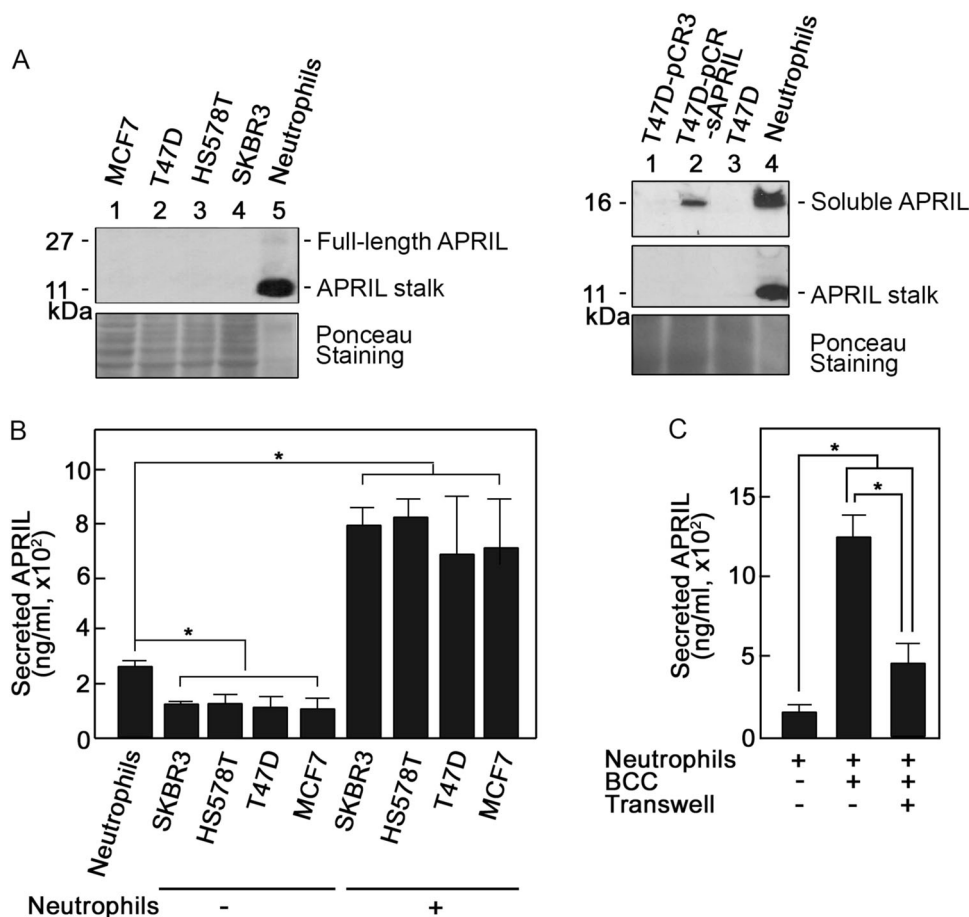 A
MCF7
T47D
HS578T
SKBR3
Neutrophils
1 2 3 4 5
27 - - Full-length APRIL
11 - - APRIL stalk
kDa
Ponceau
Staining
T47D-pCR3
T47D-pCR
-sAPRIL
T47D
Neutrophils
1 2 3 4
16 - - Soluble APRIL
11 - - APRIL stalk
kDa
Ponceau
Staining
B
Secreted APRIL
(ng/ml, x10²)
10
8
6
4
2
0
*
*
Neutrophils
SKBR3
HS578T
T47D
MCF7
SKBR3
HS578T
T47D
MCF7
Neutrophils - +
C
Secreted APRIL
(ng/ml, x10²)
15
10
5
0
*
*
Neutrophils + + +
BCC - + +
Transwell - - +